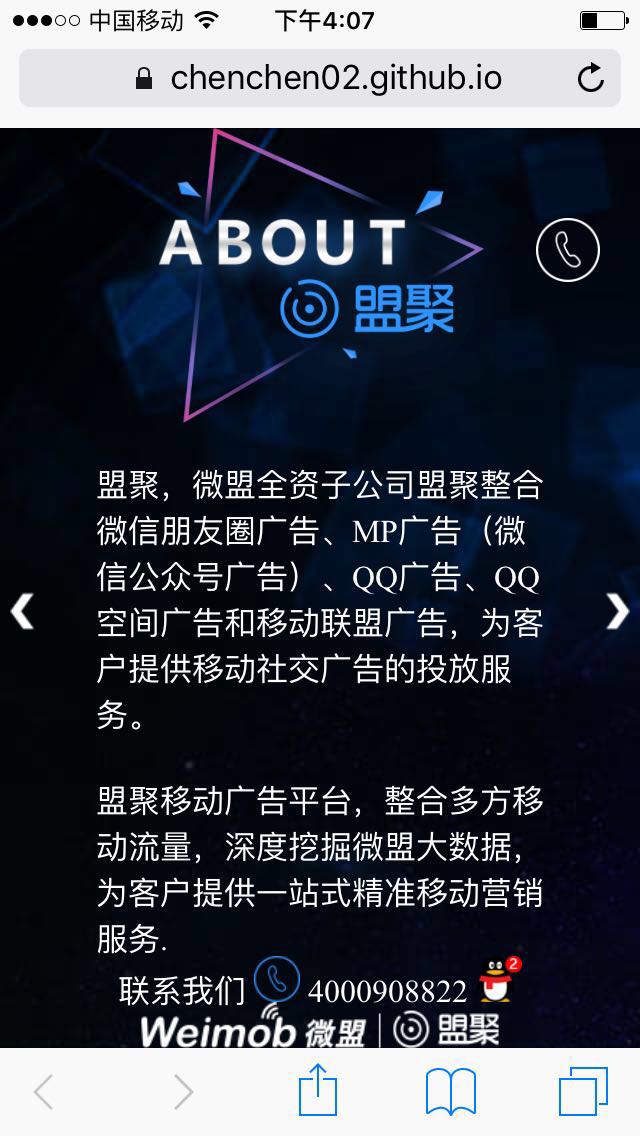 中国移动 下午4:07
chenchen02.github.io
ABOUT
盟聚
盟聚，微盟全资子公司盟聚整合
微信朋友圈广告、MP广告（微
信公众号广告）、QQ广告、QQ
空间广告和移动联盟广告，为客
户提供移动社交广告的投放服
务。
盟聚移动广告平台，整合多方移
动流量，深度挖掘微盟大数据，
为客户提供一站式精准移动营销
服务.
联系我们 4000908822 2
Weimob 微盟 | 盟聚